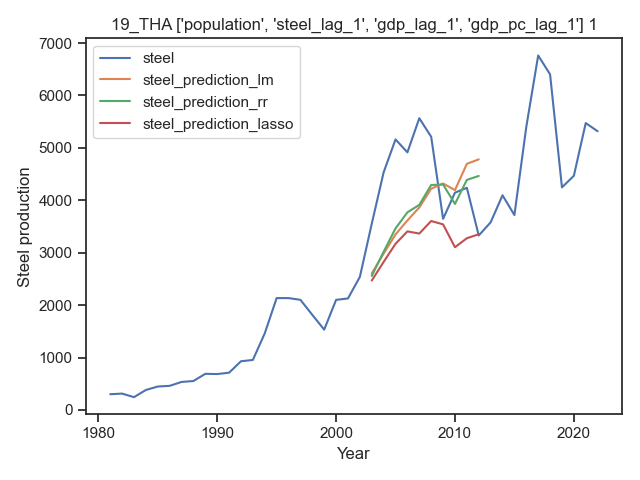 19_THA ['population', 'steel_lag_1', 'gdp_lag_1', 'gdp_pc_lag_1'] 1
steel
steel_prediction_lm
steel_prediction_rr
steel_prediction_lasso
Steel production
7000
6000
5000
4000
3000
2000
1000
0
1980
1990
2000
2010
2020
Year